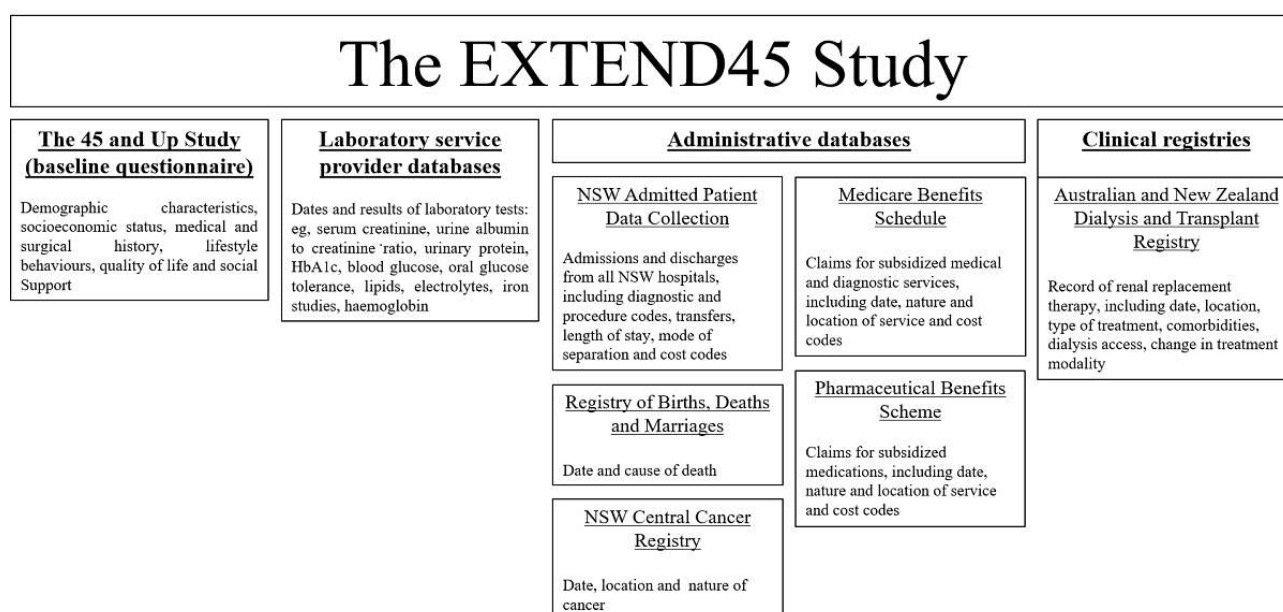 The EXTEND45 Study
The 45 and Up Study
(baseline questionnaire)
Demographic characteristics,
socioeconomic status, medical and
surgical history, lifestyle
behaviours, quality of life and social
Support
Laboratory service
provider databases
Dates and results of laboratory tests:
eg, serum creatinine, urine albumin
to creatinine ratio, urinary protein,
HbA1c, blood glucose, oral glucose
tolerance, lipids, electrolytes, iron
studies, haemoglobin
Administrative databases
NSW Admitted Patient
Data Collection
Admissions and discharges
from all NSW hospitals,
including diagnostic and
procedure codes, transfers,
length of stay, mode of
separation and cost codes
Registry of Births, Deaths
and Marriages
Date and cause of death
NSW Central Cancer
Registry
Date, location and nature of
cancer
Medicare Benefits
Schedule
Claims for subsidized medical
and diagnostic services,
including date, nature and
location of service and cost
codes
Pharmaceutical Benefits
Scheme
Claims for subsidized
medications, including date,
nature and location of service
and cost codes
Clinical registries
Australian and New Zealand
Dialysis and Transplant
Registry
Record of renal replacement
therapy, including date, location,
type of treatment, comorbidities,
dialysis access, change in treatment
modality